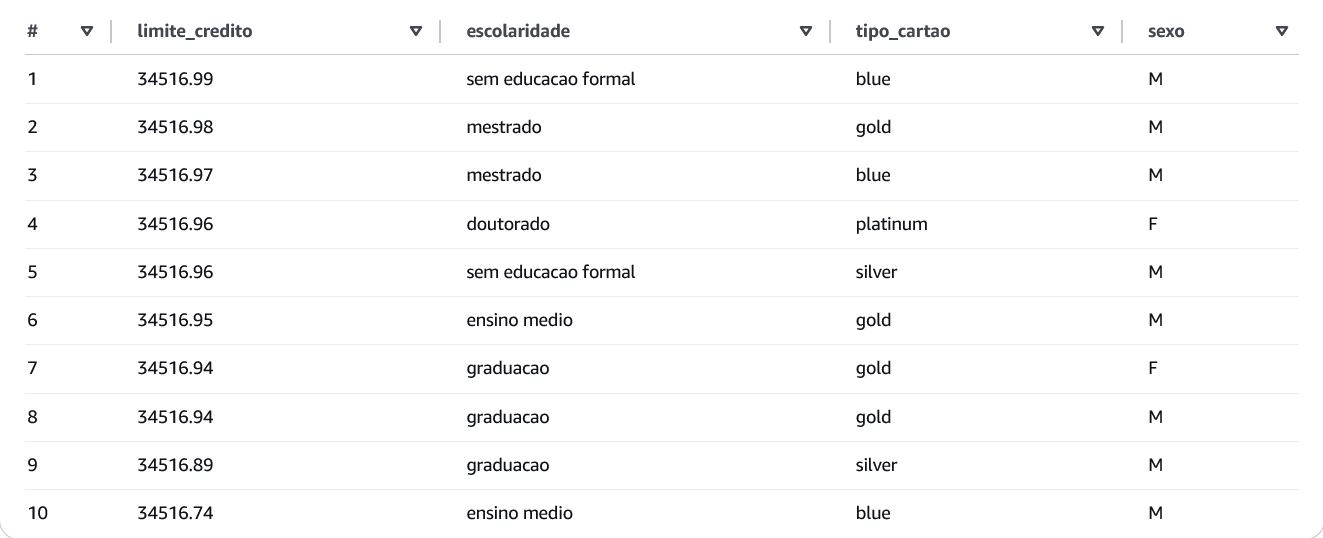 # limite_credito escolaridade tipo_cartao sexo
1 34516.99 sem educacao formal blue M
2 34516.98 mestrado gold M
3 34516.97 mestrado blue M
4 34516.96 doutorado platinum F
5 34516.96 sem educacao formal silver M
6 34516.95 ensino medio gold M
7 34516.94 graduacao gold F
8 34516.94 graduacao gold M
9 34516.89 graduacao silver M
10 34516.74 ensino medio blue M